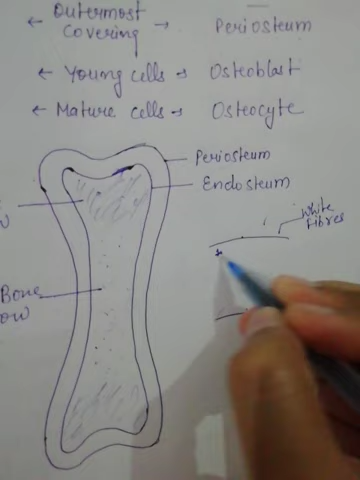 ← Outermost
Covering → Periosteum
← Young cells → Osteoblast
← Mature cells → Osteocyte
Periosteum
Endosteum
White
Fibres
Bone